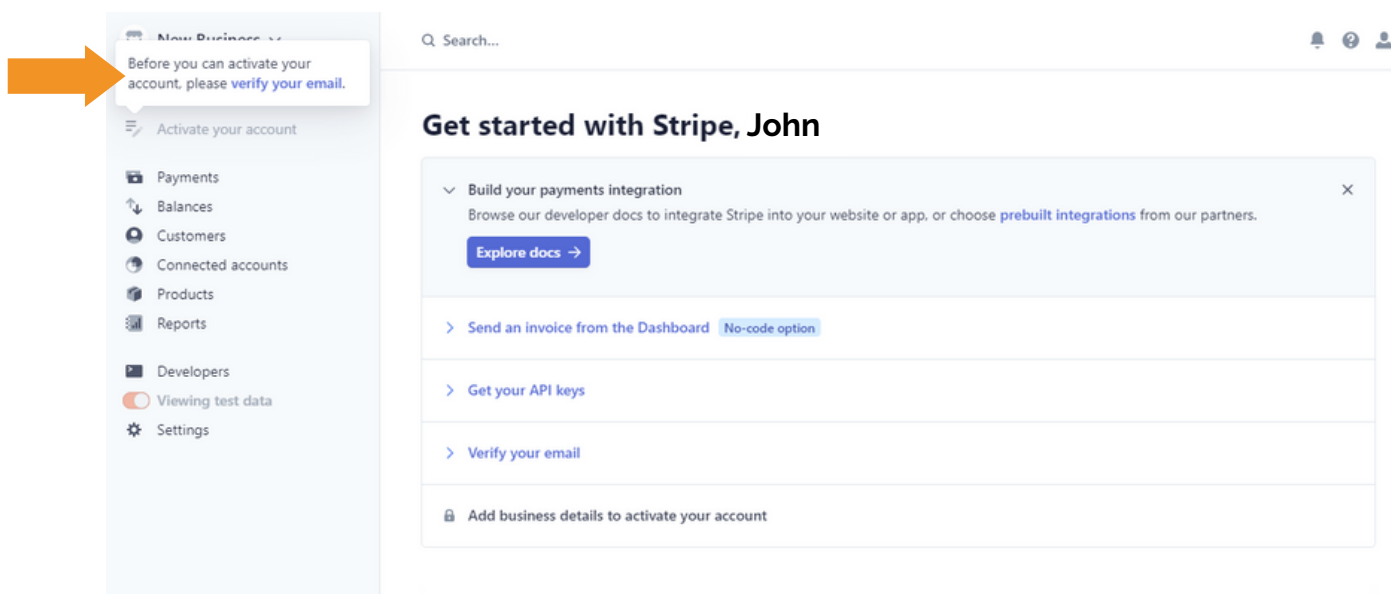 New Business
Before you can activate your
account, please verify your email.
Activate your account
Payments
Balances
Customers
Connected accounts
Products
Reports
Developers
Viewing test data
Settings
Search...
Get started with Stripe, John
Build your payments integration
Browse our developer docs to integrate Stripe into your website or app, or choose prebuilt integrations from our partners.
Explore docs →
Send an invoice from the Dashboard No-code option
Get your API keys
Verify your email
Add business details to activate your account